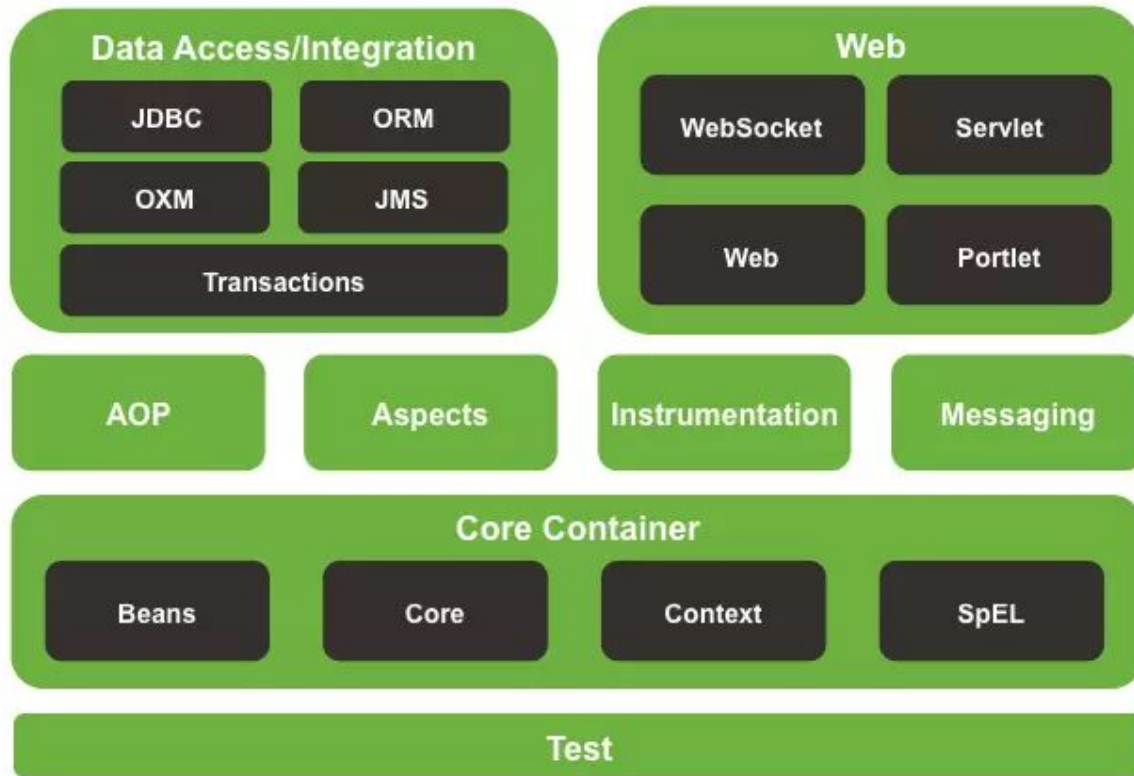 Data Access/Integration
JDBC
ORM
OXM
JMS
Transactions
Web
WebSocket
Servlet
Web
Portlet
AOP
Aspects
Instrumentation
Messaging
Core Container
Beans
Core
Context
SpEL
Test